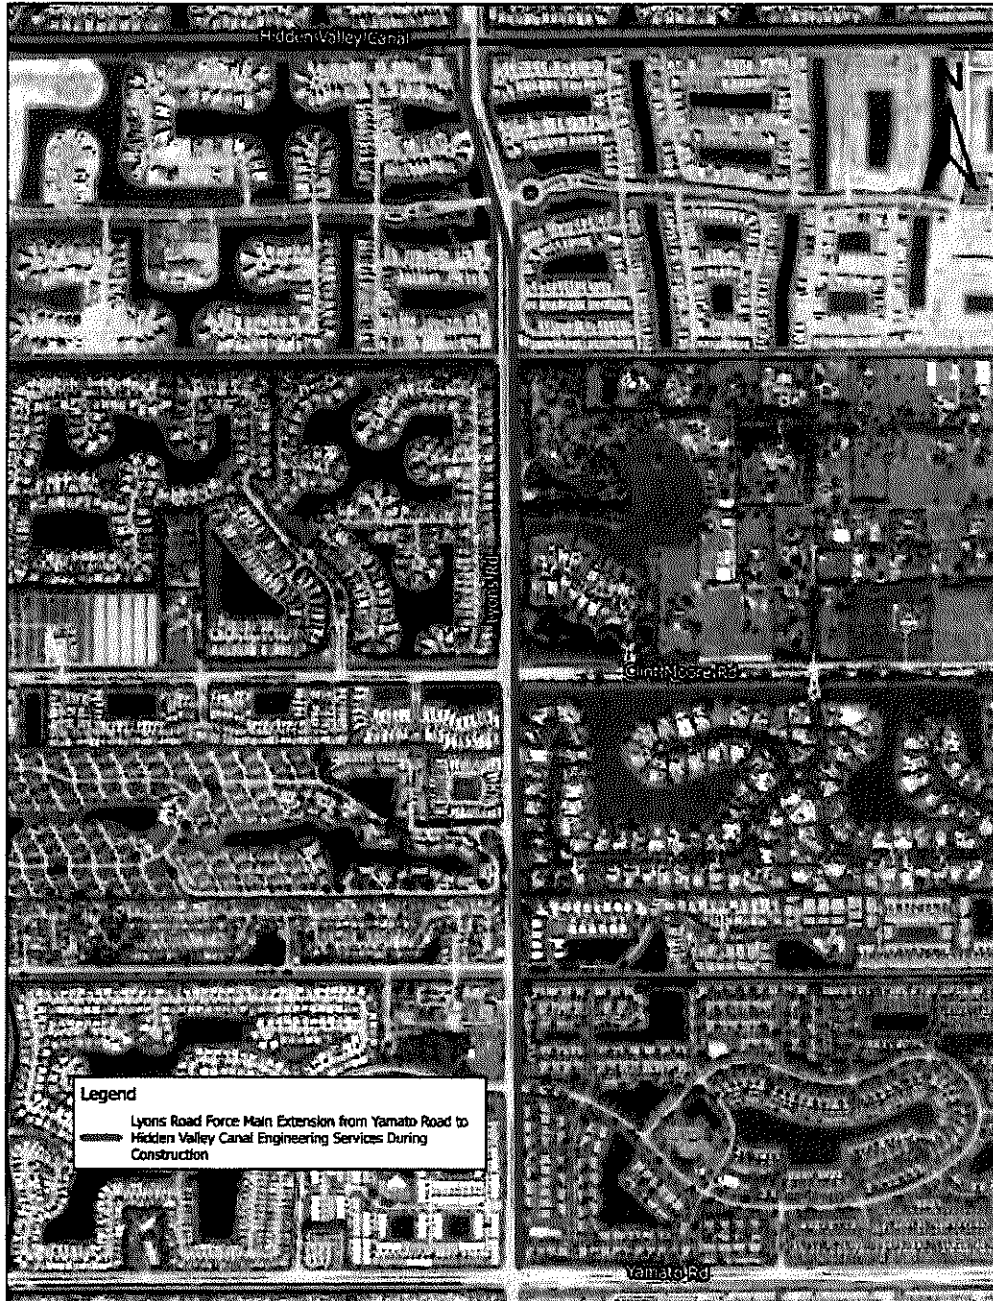 Hidden Valley Canal
N
Lyons Rd
Clint Moore Rd
Legend
Lyons Road Force Main Extension from Yamato Road to
Hidden Valley Canal Engineering Services During
Construction
Yamato Rd